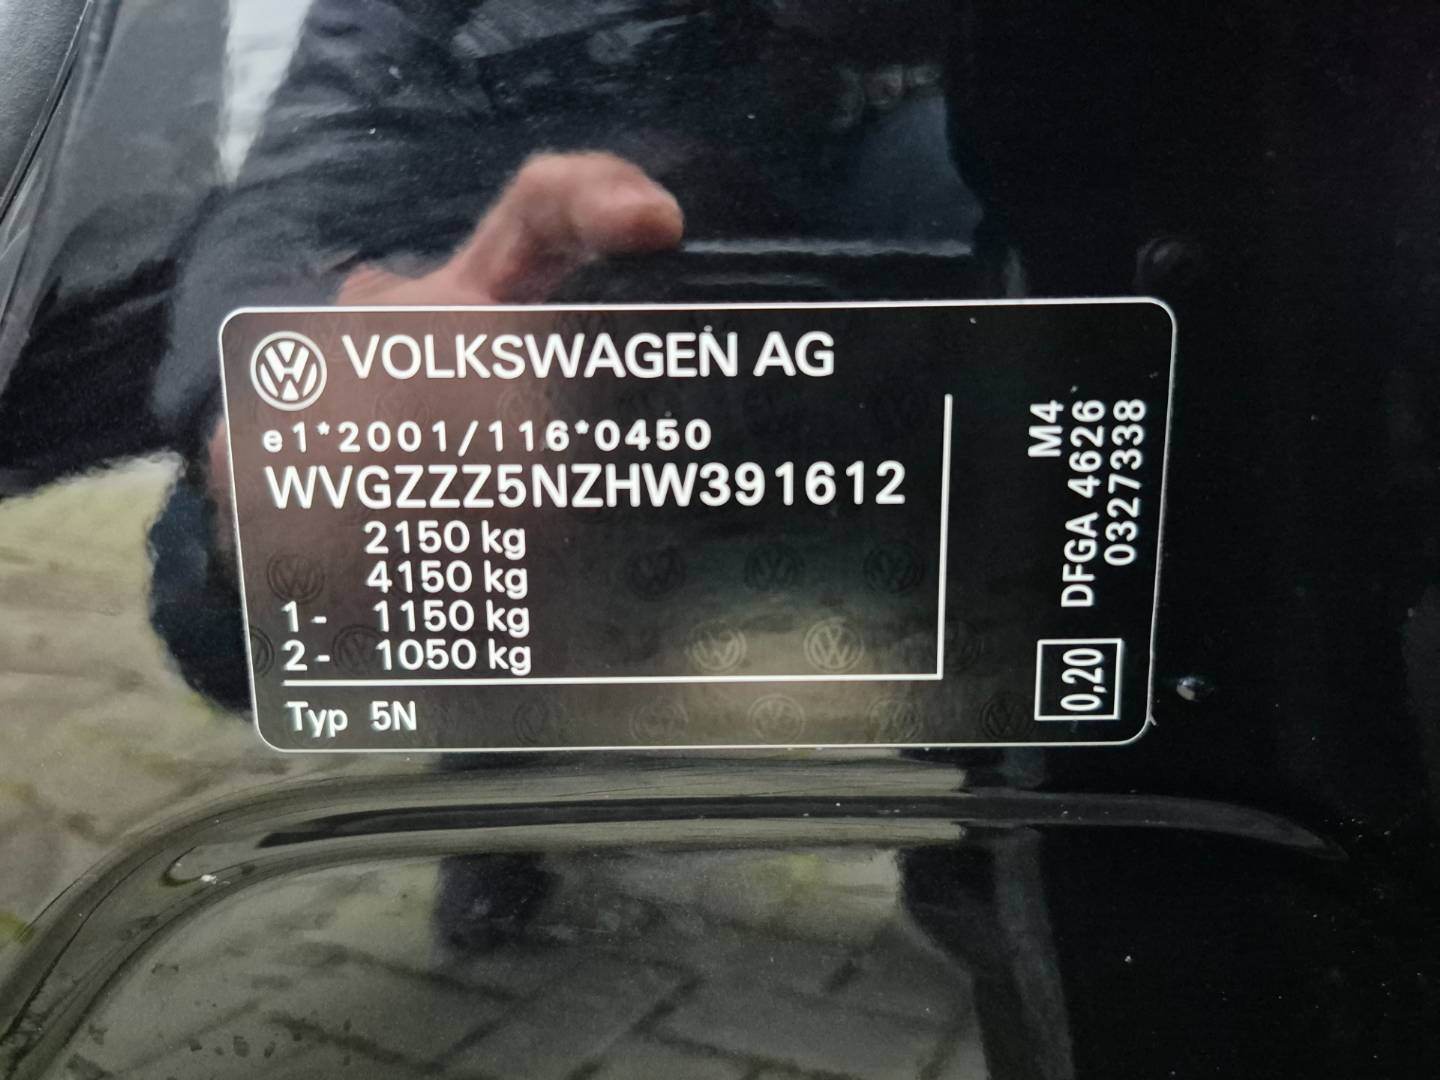 VOLKSWAGEN AG
e1*2001/116*0450
WVGZZZ5NZHW391612
2150 kg
4150 kg
1- 1150 kg
2- 1050 kg
Typ 5N
M4
DFGA 4626
03273338
0,20